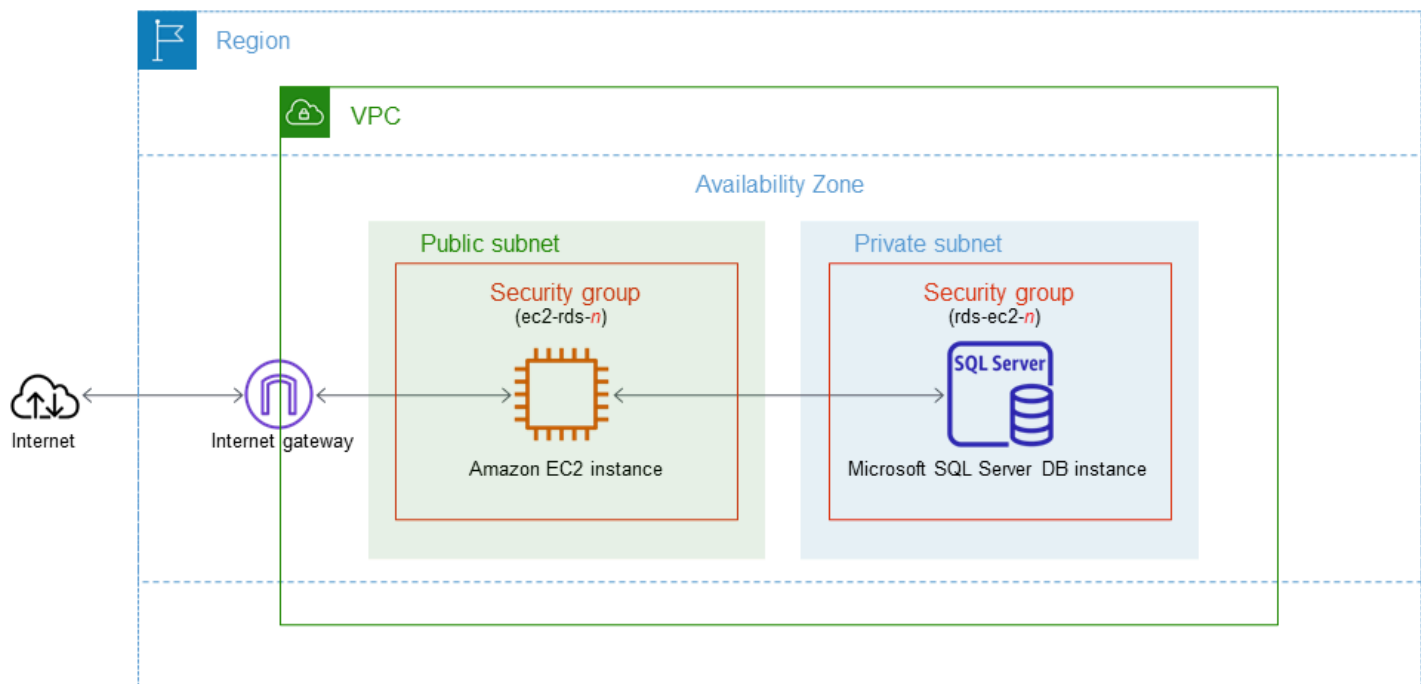 Region
VPC
Availability Zone
Public subnet
Private subnet
Security group
(ec2-rds-n)
Security group
(rds-ec2-n)
SQL Server
Internet
Internet gateway
Amazon EC2 instance
Microsoft SQL Server DB instance